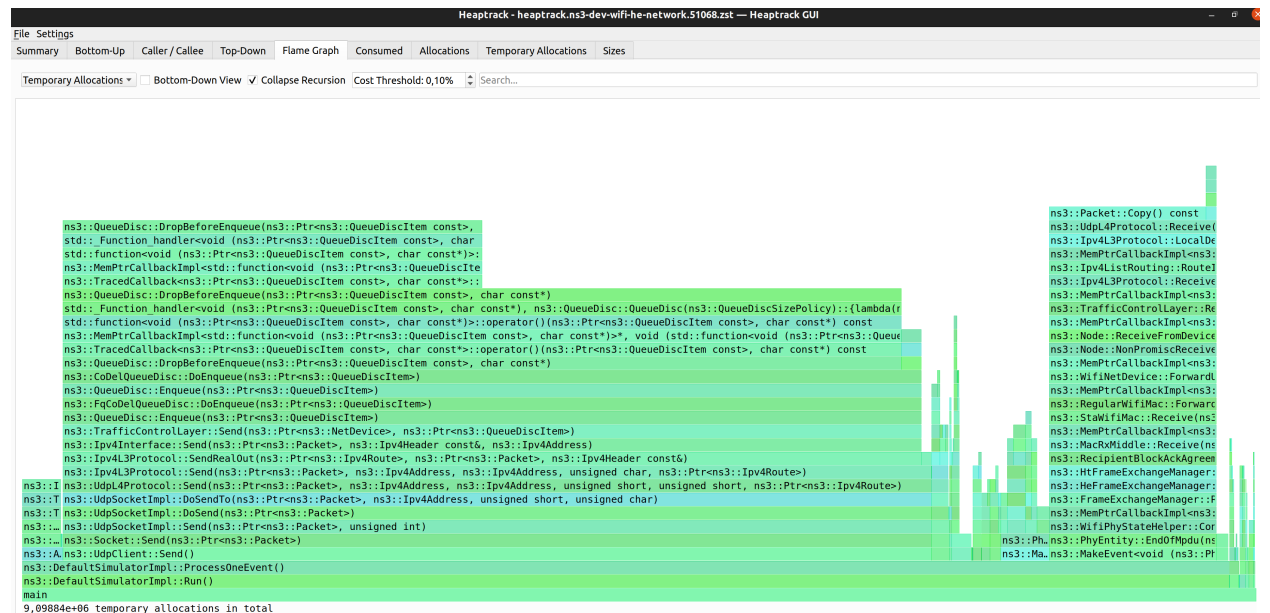 Heaptrack - heaptrack.ns3-dev-wifi-he-network.51068.zst — Heaptrack GUI
File Settings
Summary Bottom-Up Caller / Callee Top-Down Flame Graph Consumed Allocations Temporary Allocations Sizes
Temporary Allocations Bottom-Down View Collapse Recursion Cost Threshold: 0,10% Search...
ns3::Packet::Copy() const
ns3::QueueDisc::DropBeforeEnqueue(ns3::Ptr<ns3::QueueDiscItem const>, ns3::UdpL4Protocol::Receive(
std::_Function_handler<void (ns3::Ptr<ns3::QueueDiscItem const>, char ns3::Ipv4L3Protocol::LocalDe
std::function<void (ns3::Ptr<ns3::QueueDiscItem const>, char const*)>: ns3::MemPtrCallbackImpl<ns3:
ns3::MemPtrCallbackImpl<std::function<void (ns3::Ptr<ns3::QueueDiscIte ns3::Ipv4ListRouting::RouteI
ns3::TracedCallback<ns3::Ptr<ns3::QueueDiscItem const>, char const*>:: ns3::Ipv4L3Protocol::Receive
ns3::QueueDisc::DropBeforeEnqueue(ns3::Ptr<ns3::QueueDiscItem const>, char const*) ns3::MemPtrCallbackImpl<ns3:
std::_Function_handler<void (ns3::Ptr<ns3::QueueDiscItem const>, char const*), ns3::QueueDisc::QueueDisc(ns3::QueueDiscSizePolicy)::{lambda(n ns3::TrafficControlLayer::Re
std::function<void (ns3::Ptr<ns3::QueueDiscItem const>, char const*)>::operator()(ns3::Ptr<ns3::QueueDiscItem const>, char const*) const ns3::MemPtrCallbackImpl<ns3:
ns3::MemPtrCallbackImpl<std::function<void (ns3::Ptr<ns3::QueueDiscItem const>, char const*)>*, void (std::function<void (ns3::Ptr<ns3::Queue ns3::Node::ReceiveFromDevice
ns3::TracedCallback<ns3::Ptr<ns3::QueueDiscItem const>, char const*>::operator()(ns3::Ptr<ns3::QueueDiscItem const>, char const*) const ns3::Node::NonPromiscReceive
ns3::QueueDisc::DropBeforeEnqueue(ns3::Ptr<ns3::QueueDiscItem const>, char const*) ns3::MemPtrCallbackImpl<ns3:
ns3::CoDelQueueDisc::DoEnqueue(ns3::Ptr<ns3::QueueDiscItem>) ns3::WifiNetDevice::ForwardU
ns3::QueueDisc::Enqueue(ns3::Ptr<ns3::QueueDiscItem>) ns3::MemPtrCallbackImpl<ns3:
ns3::FqCoDelQueueDisc::DoEnqueue(ns3::Ptr<ns3::QueueDiscItem>) ns3::RegularWifiMac::Forward
ns3::QueueDisc::Enqueue(ns3::Ptr<ns3::QueueDiscItem>) ns3::StaWifiMac::Receive(ns3
ns3::TrafficControlLayer::Send(ns3::Ptr<ns3::NetDevice>, ns3::Ptr<ns3::QueueDiscItem>) ns3::MemPtrCallbackImpl<ns3:
ns3::Ipv4Interface::Send(ns3::Ptr<ns3::Packet>, ns3::Ipv4Header const&, ns3::Ipv4Address) ns3::MacRxMiddle::Receive(ns
ns3::Ipv4L3Protocol::SendRealOut(ns3::Ptr<ns3::Ipv4Route>, ns3::Ptr<ns3::Packet>, ns3::Ipv4Header const&) ns3::RecipientBlockAckAgreem
ns3::Ipv4L3Protocol::Send(ns3::Ptr<ns3::Packet>, ns3::Ipv4Address, ns3::Ipv4Address, unsigned char, ns3::Ptr<ns3::Ipv4Route>) ns3::HtFrameExchangeManager:
ns3::I ns3::UdpL4Protocol::Send(ns3::Ptr<ns3::Packet>, ns3::Ipv4Address, ns3::Ipv4Address, unsigned short, unsigned short, ns3::Ptr<ns3::Ipv4Route>) ns3::HeFrameExchangeManager:
ns3::T ns3::UdpSocketImpl::DoSendTo(ns3::Ptr<ns3::Packet>, ns3::Ipv4Address, unsigned short, unsigned char) ns3::FrameExchangeManager::P
ns3::T ns3::UdpSocketImpl::DoSend(ns3::Ptr<ns3::Packet>) ns3::MemPtrCallbackImpl<ns3:
ns3::… ns3::UdpSocketImpl::Send(ns3::Ptr<ns3::Packet>, unsigned int) ns3::WifiPhyStateHelper::Con
ns3::… ns3::Socket::Send(ns3::Ptr<ns3::Packet>) ns3::Ph… ns3::PhyEntity::EndOfMpdu(ns
ns3::A… ns3::UdpClient::Send() ns3::Ma… ns3::MakeEvent<void (ns3::Ph
ns3::DefaultSimulatorImpl::ProcessOneEvent()
ns3::DefaultSimulatorImpl::Run()
main
9,09884e+06 temporary allocations in total